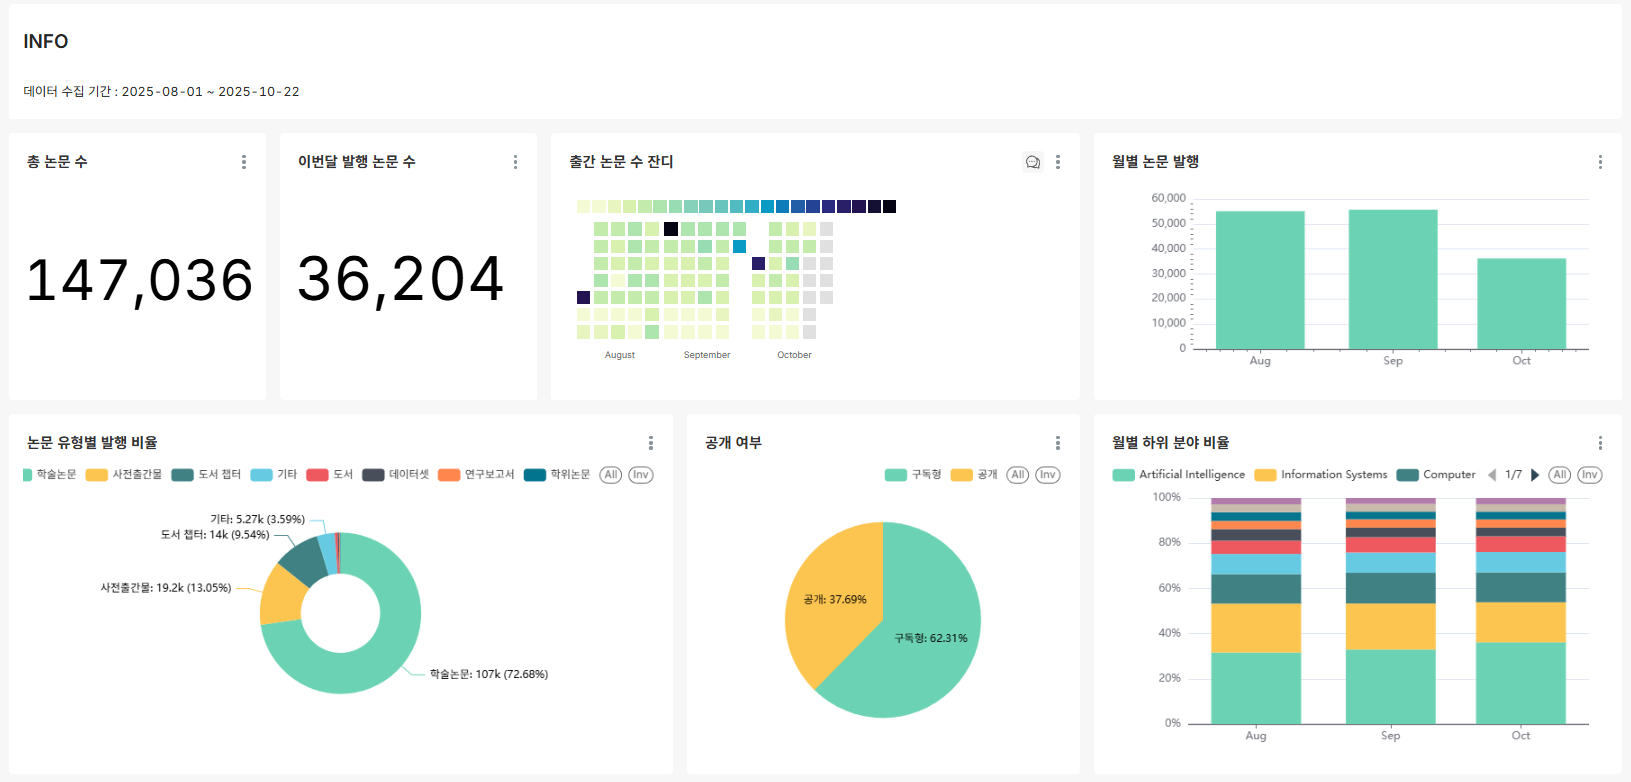 INFO
데이터 수집 기간 : 2025-08-01 ~ 2025-10-22
총 논문 수
147,036
이번달 발행 논문 수
36,204
출간 논문 수 잔디
August September October
월별 논문 발행
60,000
50,000
40,000
30,000
20,000
10,000
0
Aug Sep Oct
논문 유형별 발행 비율
학술논문 사전출간물 도서 챕터 기타 도서 데이터셋 연구보고서 학위논문 All Inv
기타: 5.27k (3.59%)
도서 챕터: 14k (9.54%)
사전출간물: 19.2k (13.05%)
학술논문: 107k (72.68%)
공개 여부
구독형 공개 All Inv
공개: 37.69%
구독형: 62.31%
월별 하위 분야 비율
Artificial Intelligence Information Systems Computer 1/7 All Inv
100%
80%
60%
40%
20%
0%
Aug Sep Oct